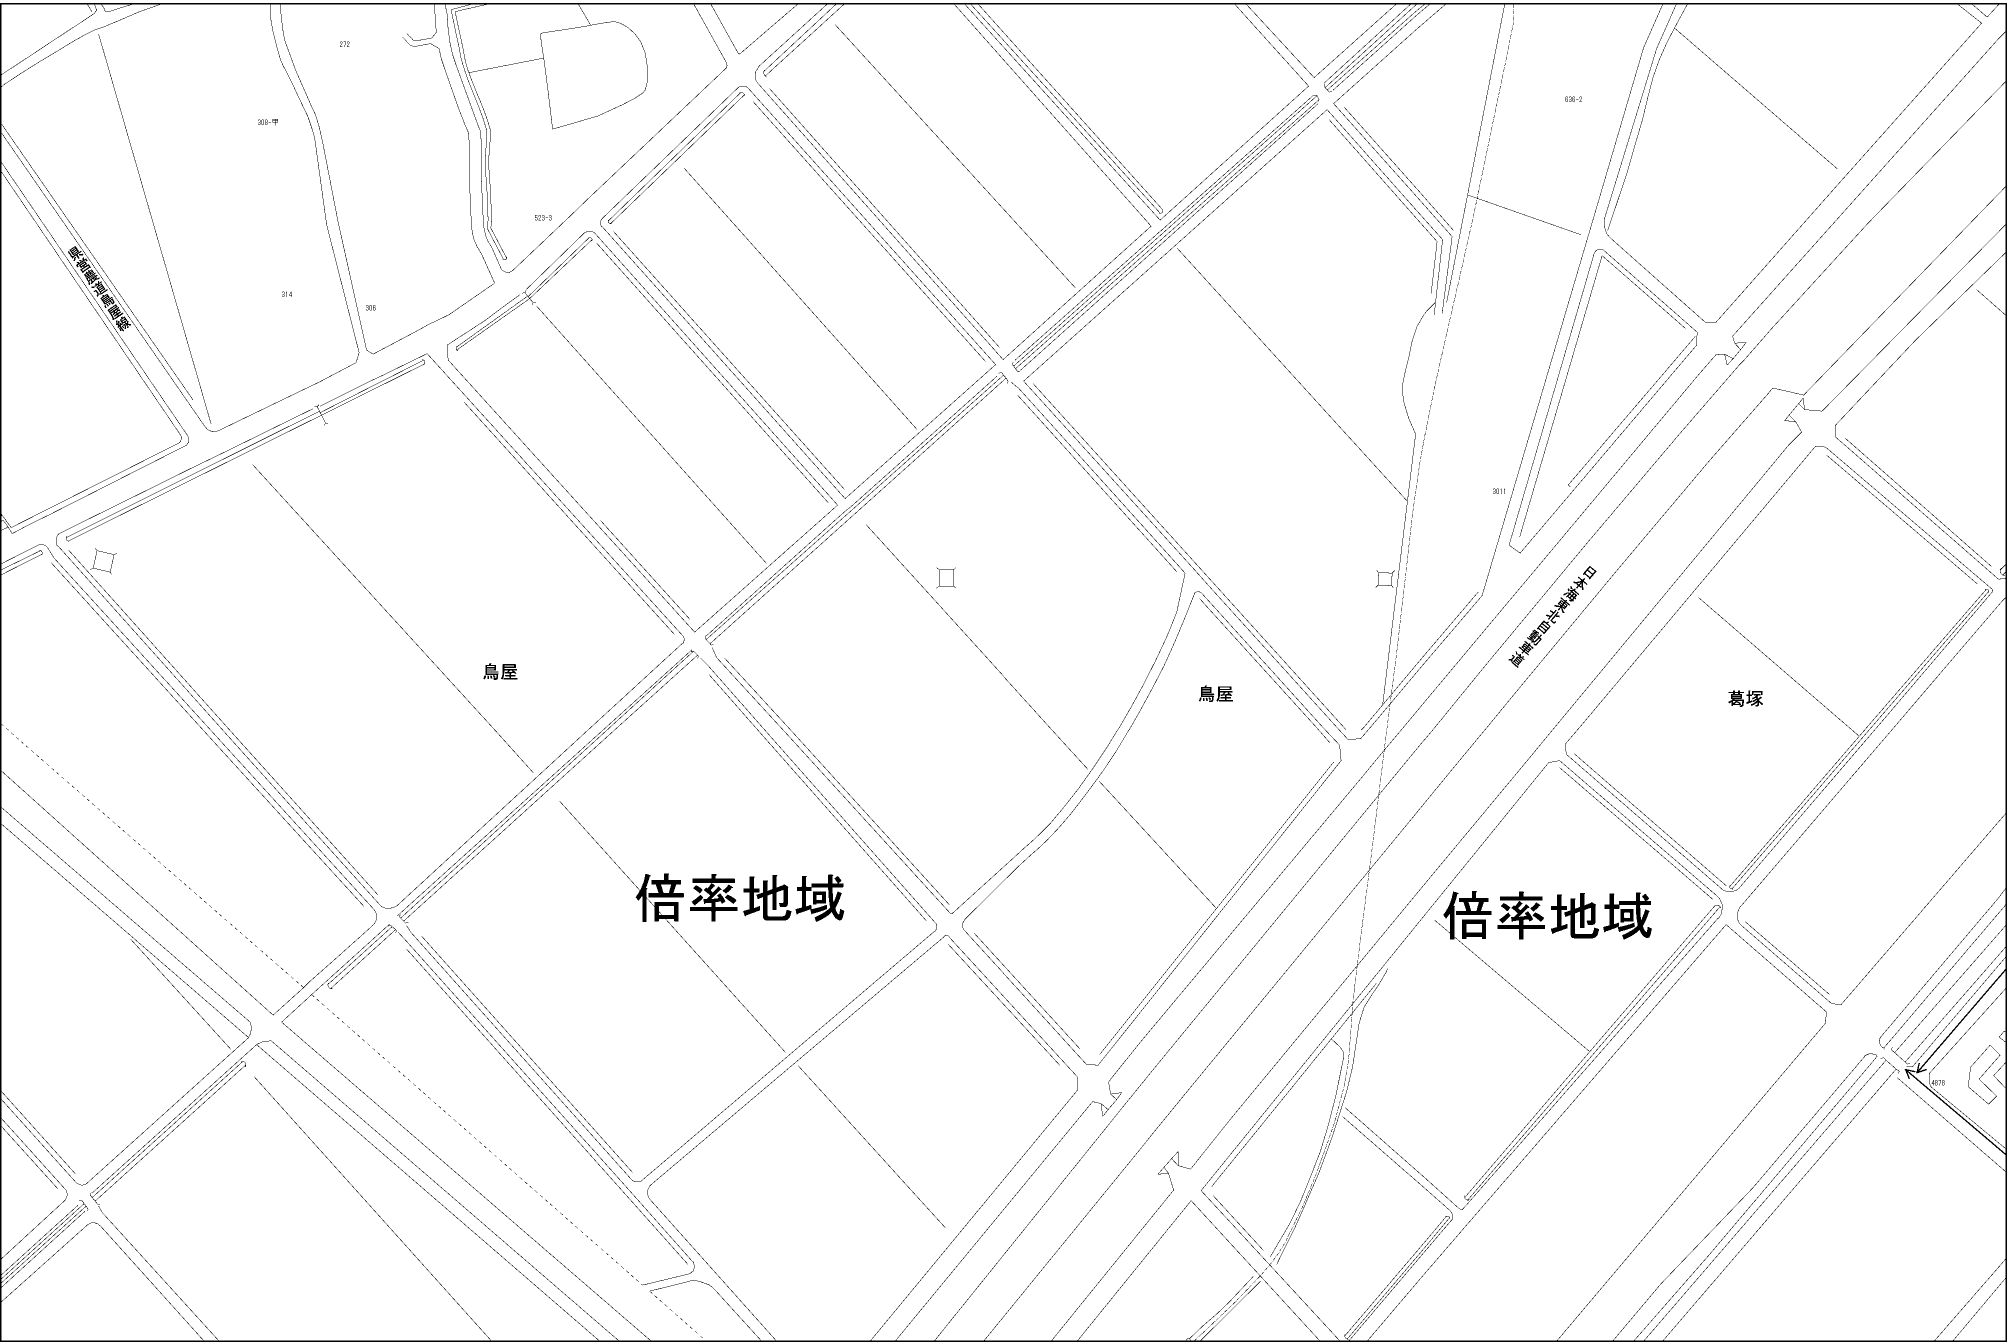 272
636-2
308-甲
523-3
県営農道鳥屋線
314
306
3011
日本海東北自動車道
鳥屋
鳥屋
葛塚
倍率地域
倍率地域
4878